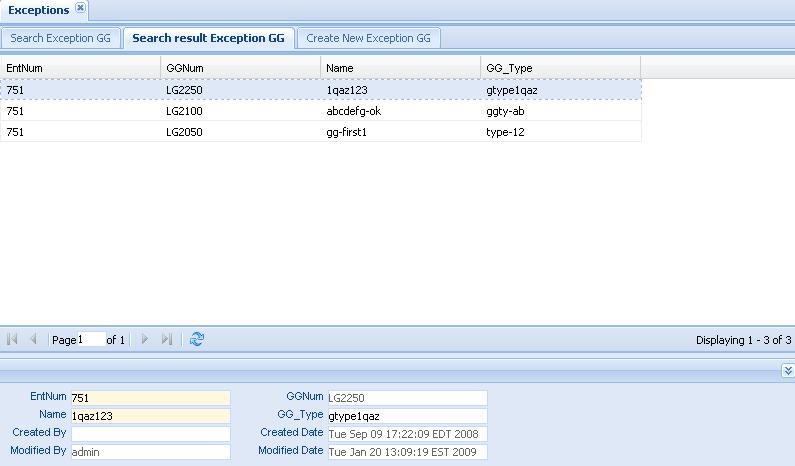 Exceptions
Search Exception GG Search result Exception GG Create New Exception GG
EntNum GGNum Name GG_Type
751 LG2250 1qaz123 gtype1qaz
751 LG2100 abcdefg-ok ggty-ab
751 LG2050 gg-first1 type-12
Page 1 of 1 Displaying 1 - 3 of 3
EntNum 751 GGNum LG2250
Name 1qaz123 GG_Type gtype1qaz
Created By Created Date Tue Sep 09 17:22:09 EDT 2008
Modified By admin Modified Date Tue Jan 20 13:09:19 EST 2009